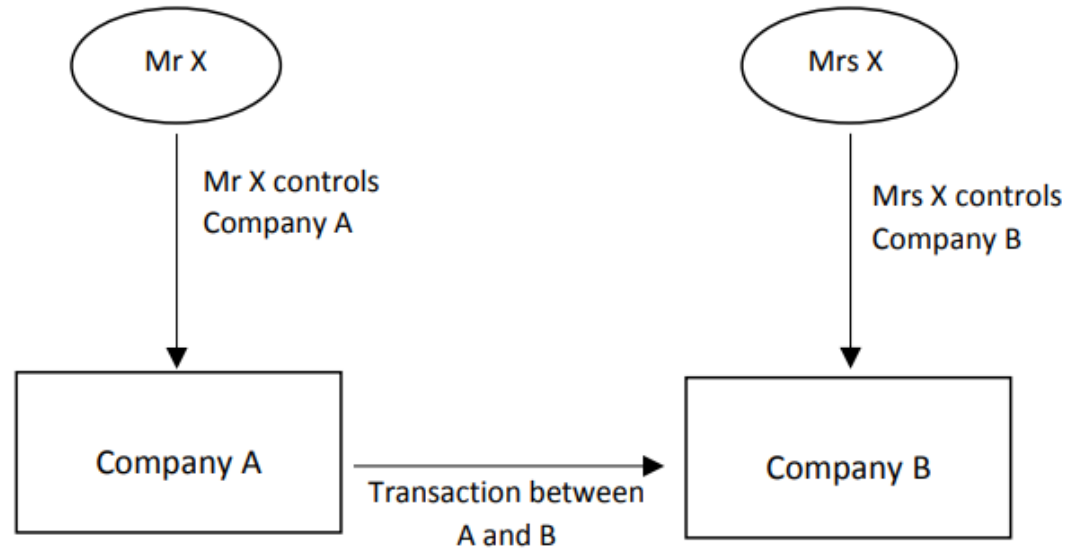 Mr X
Mrs X
Mr X controls
Company A
Mrs X controls
Company B
Company A
Company B
Transaction between
A and B